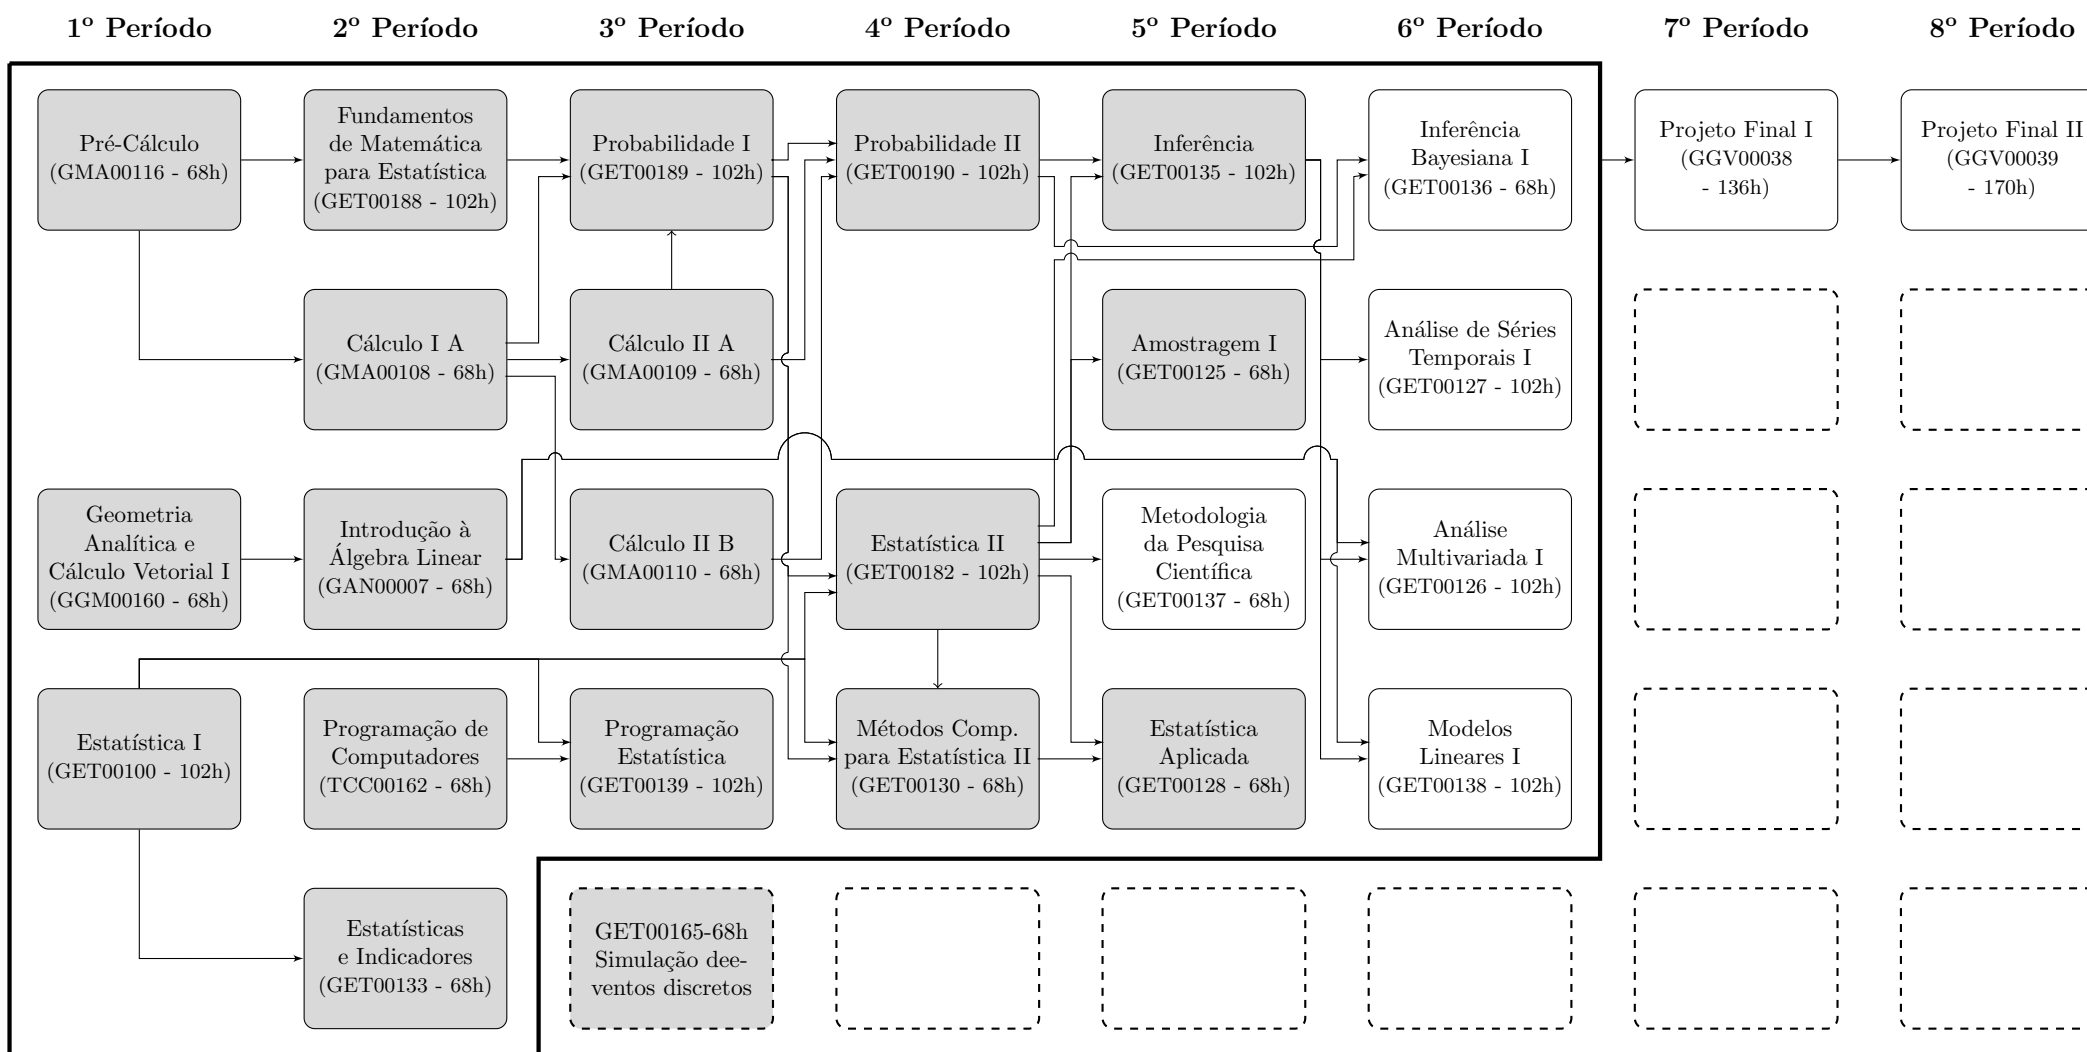 1º Período
2º Período
3º Período
4º Período
5º Período
6º Período
7º Período
8º Período
Pré-Cálculo
(GMA00116 - 68h)
Fundamentos
de Matemática
para Estatística
(GET00188 - 102h)
Probabilidade I
(GET00189 - 102h)
Probabilidade II
(GET00190 - 102h)
Inferência
(GET00135 - 102h)
Inferência
Bayesiana I
(GET00136 - 68h)
Projeto Final I
(GGV00038
- 136h)
Projeto Final II
(GGV00039
- 170h)
Cálculo I A
(GMA00108 - 68h)
Cálculo II A
(GMA00109 - 68h)
Amostragem I
(GET00125 - 68h)
Análise de Séries
Temporais I
(GET00127 - 102h)
Geometria
Analítica e
Cálculo Vetorial I
(GGM00160 - 68h)
Introdução à
Álgebra Linear
(GAN00007 - 68h)
Cálculo II B
(GMA00110 - 68h)
Estatística II
(GET00182 - 102h)
Metodologia
da Pesquisa
Científica
(GET00137 - 68h)
Análise
Multivariada I
(GET00126 - 102h)
Estatística I
(GET00100 - 102h)
Programação de
Computadores
(TCC00162 - 68h)
Programação
Estatística
(GET00139 - 102h)
Métodos Comp.
para Estatística II
(GET00130 - 68h)
Estatística
Aplicada
(GET00128 - 68h)
Modelos
Lineares I
(GET00138 - 102h)
Estatísticas
e Indicadores
(GET00133 - 68h)
GET00165-68h
Simulação dee-
ventos discretos